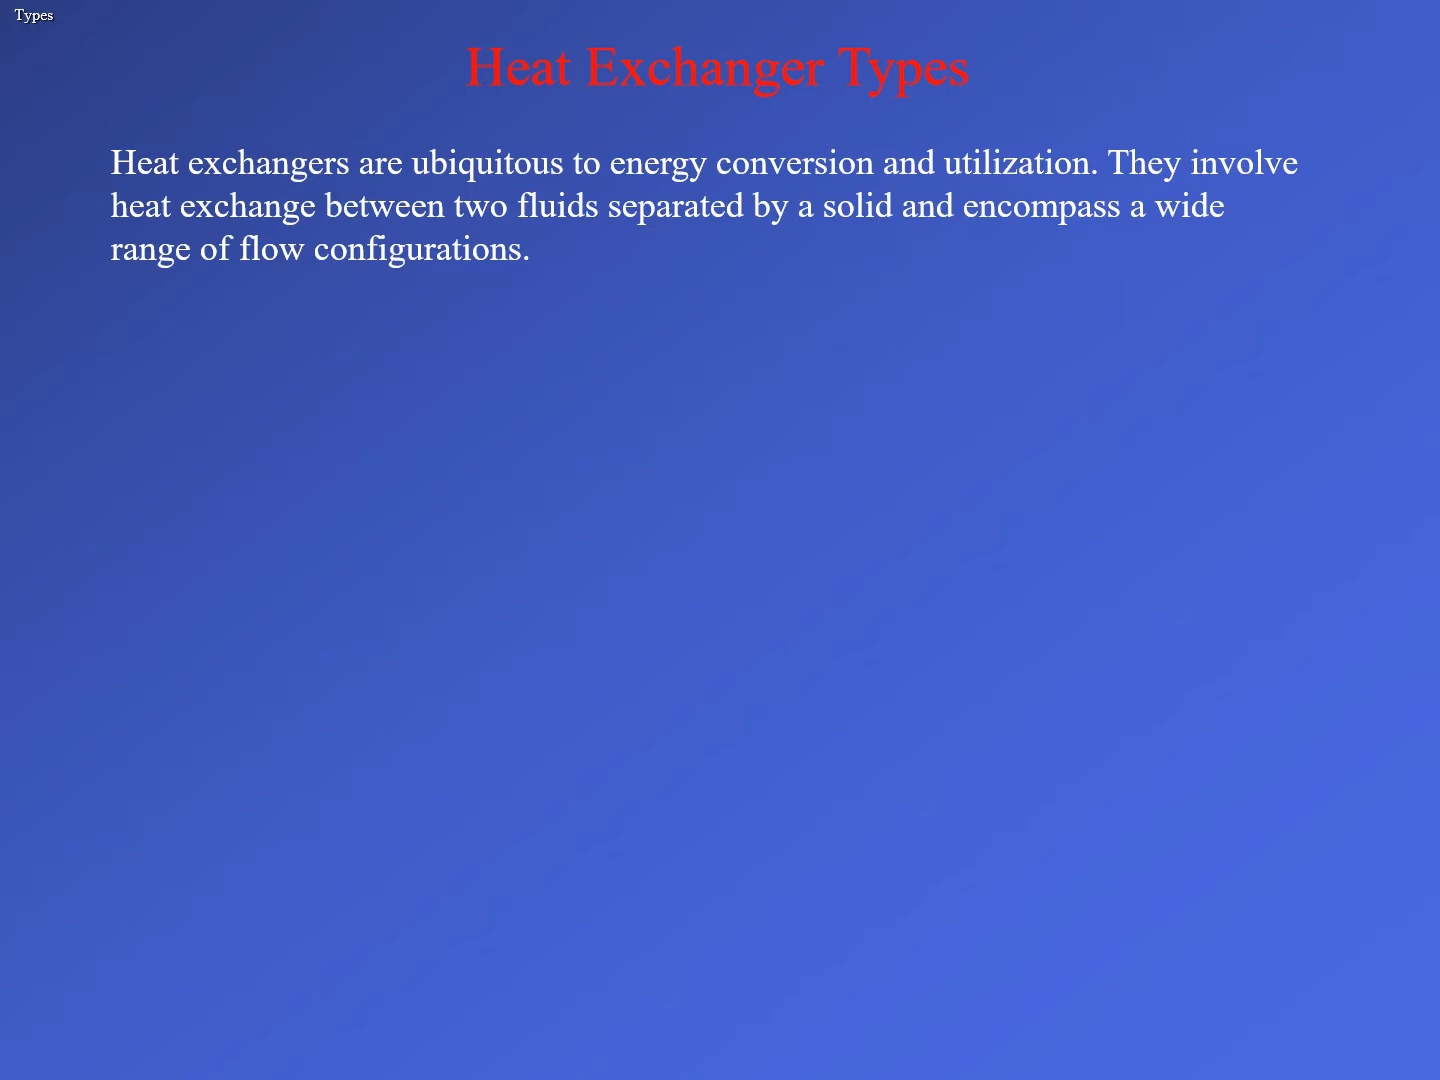 Types
Heat Exchanger Types
Heat exchangers are ubiquitous to energy conversion and utilization. They involve
heat exchange between two fluids separated by a solid and encompass a wide
range of flow configurations.